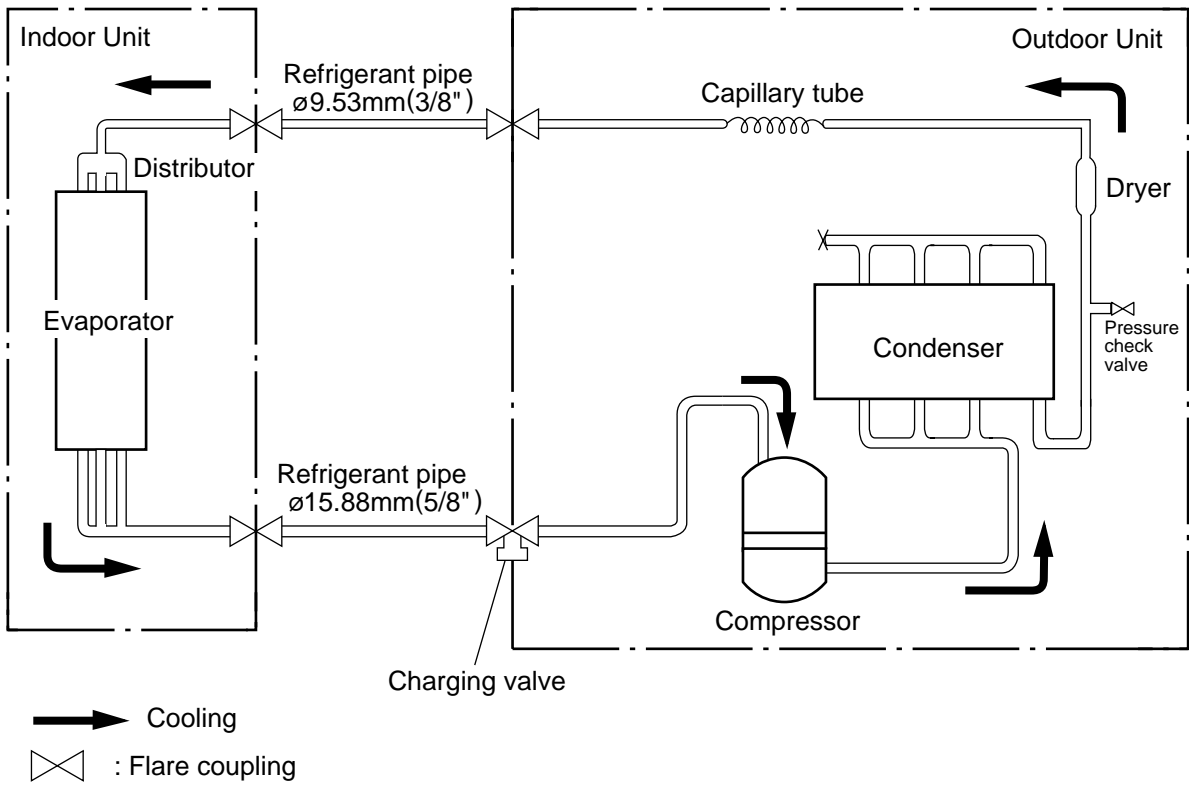 Indoor Unit
Outdoor Unit
Refrigerant pipe
ø9.53mm(3/8")
Capillary tube
Distributor
Dryer
Evaporator
Condenser
Pressure
check
valve
Refrigerant pipe
ø15.88mm(5/8")
Compressor
Charging valve
Cooling
: Flare coupling